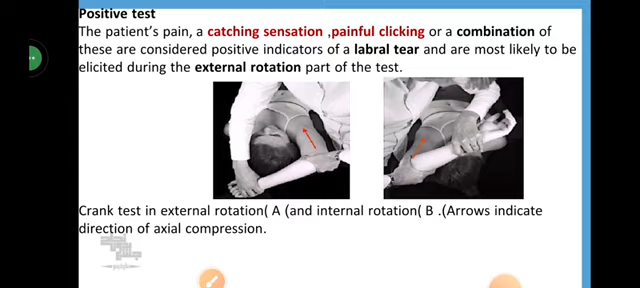 Positive test
The patient's pain, a catching sensation ,painful clicking or a combination of
these are considered positive indicators of a labral tear and are most likely to be
elicited during the external rotation part of the test.
Crank test in external rotation( A (and internal rotation( B .(Arrows indicate
direction of axial compression.